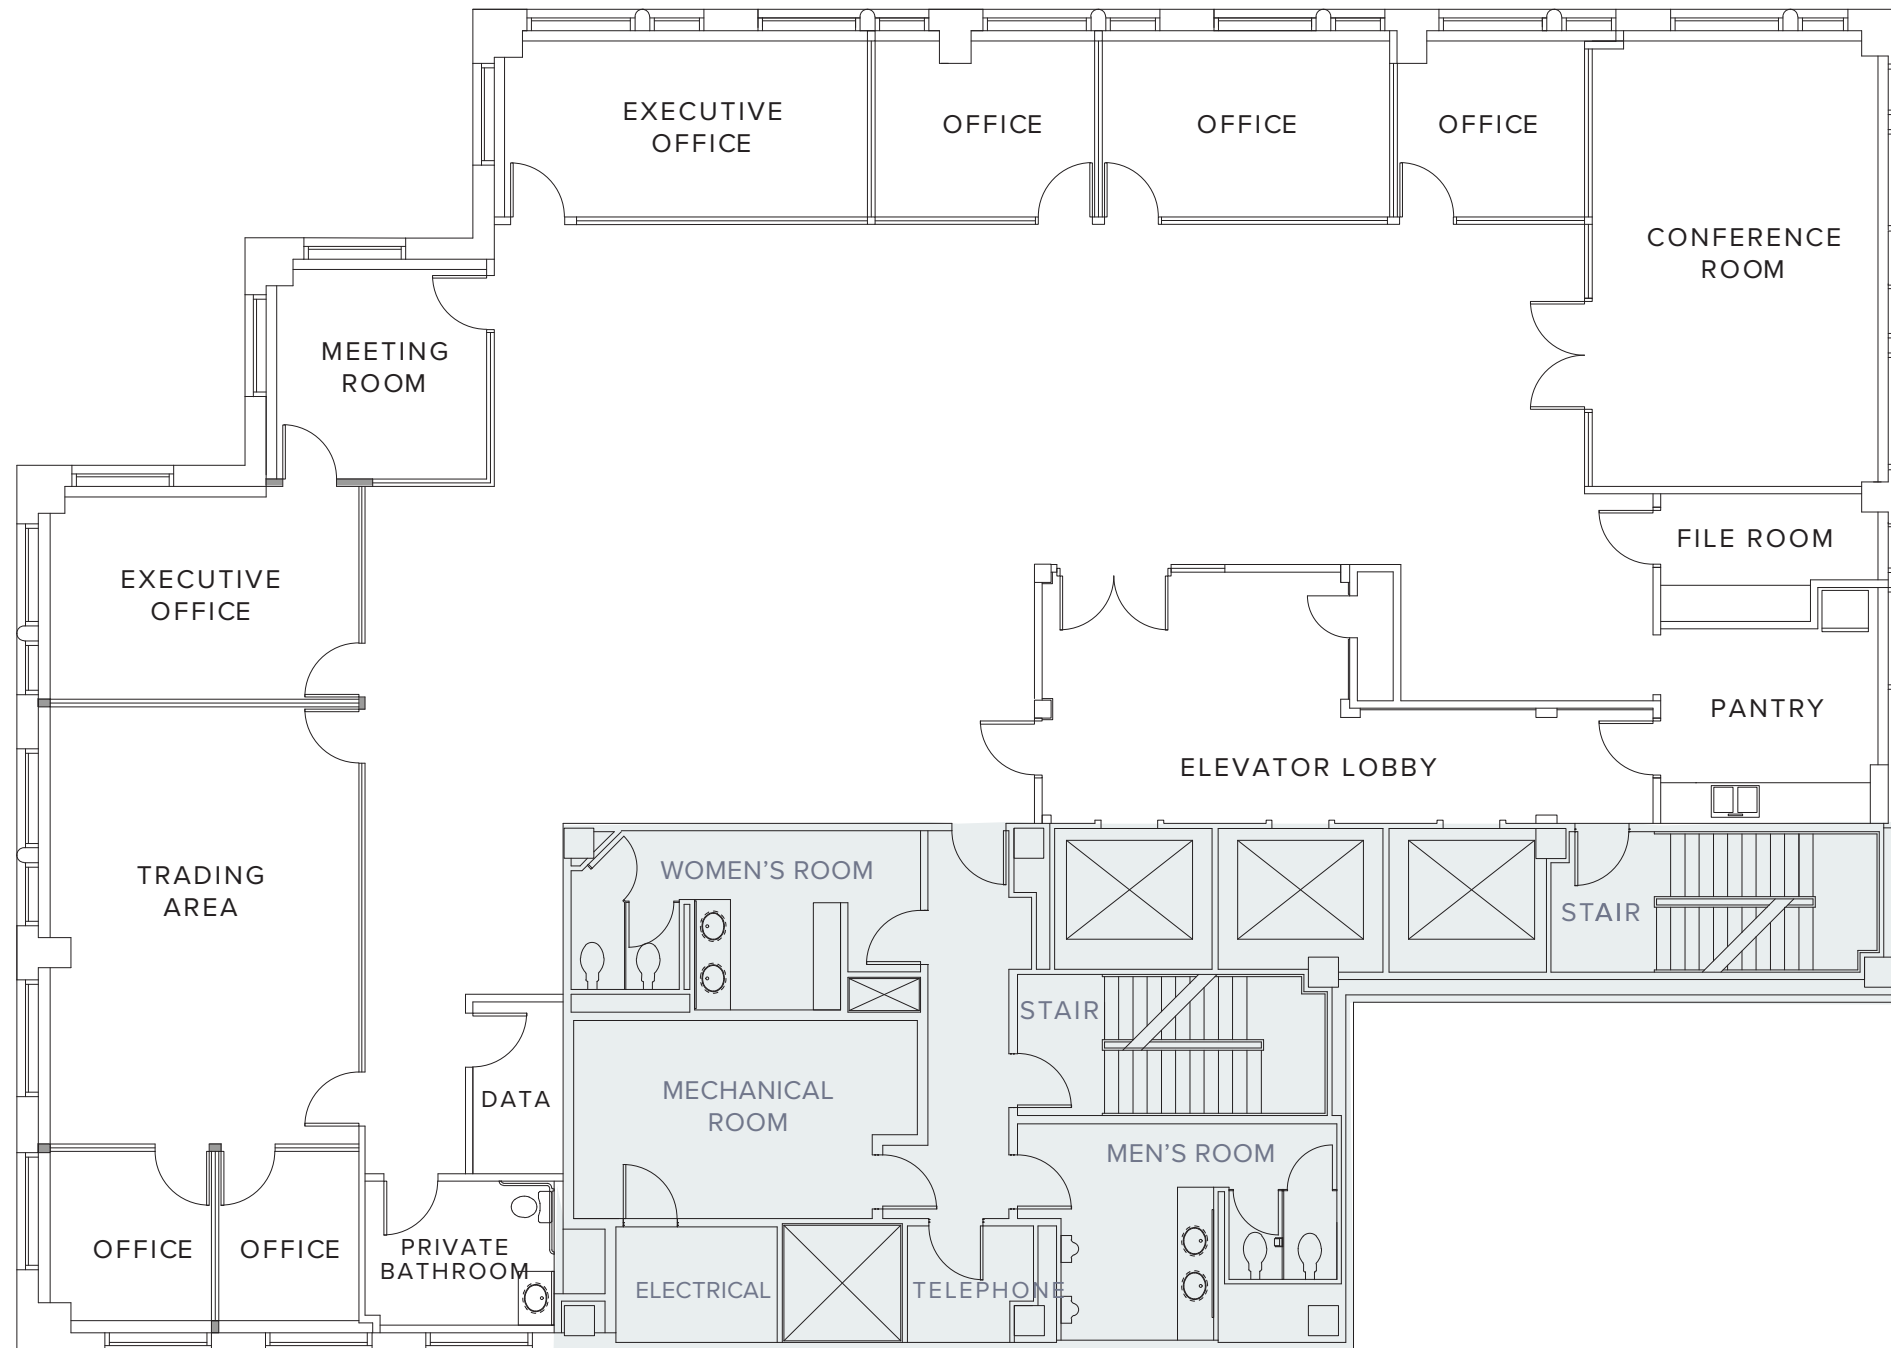 EXECUTIVE
OFFICE
OFFICE
OFFICE
OFFICE
CONFERENCE
ROOM
MEETING
ROOM
FILE ROOM
EXECUTIVE
OFFICE
PANTRY
ELEVATOR LOBBY
TRADING
AREA
WOMEN'S ROOM
STAIR
STAIR
DATA
MECHANICAL
ROOM
MEN'S ROOM
OFFICE
OFFICE
PRIVATE
BATHROOM
ELECTRICAL
TELEPHONE